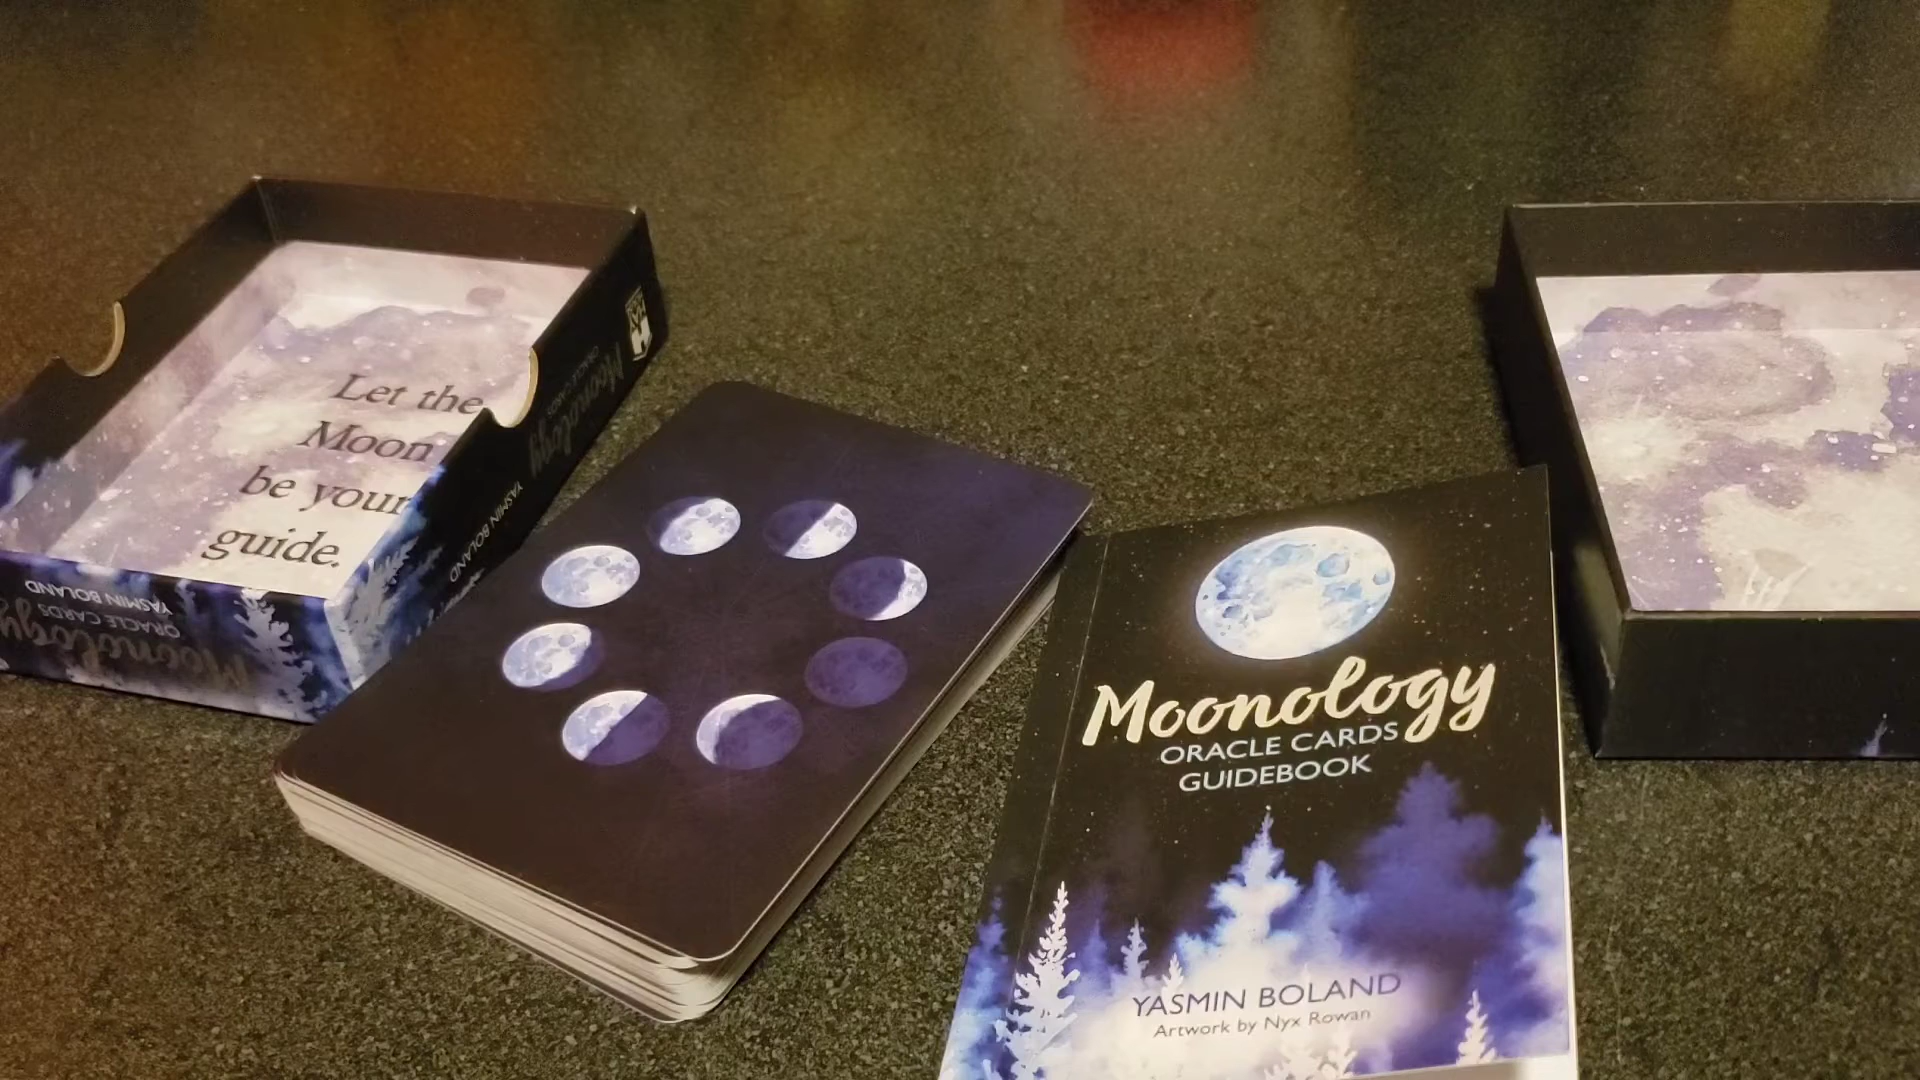 Let the
Moon
be your
guide.
Moonology
ORACLE CARDS
YASMIN BOLAND
Moonology
ORACLE CARDS
YASMIN BOLAND
Moonology
ORACLE CARDS
GUIDEBOOK
YASMIN BOLAND
Artwork by Nyx Rowan